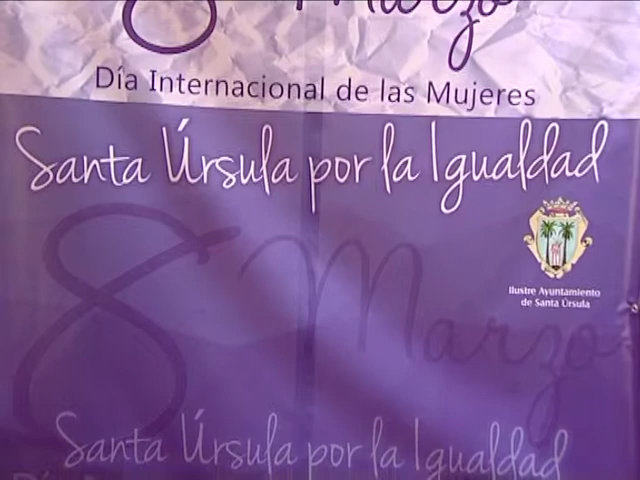 8 Marzo
Día Internacional de las Mujeres
Santa Úrsula por la Igualdad
Ilustre Ayuntamiento
de Santa Úrsula
8 Marzo
Santa Úrsula por la Igualdad